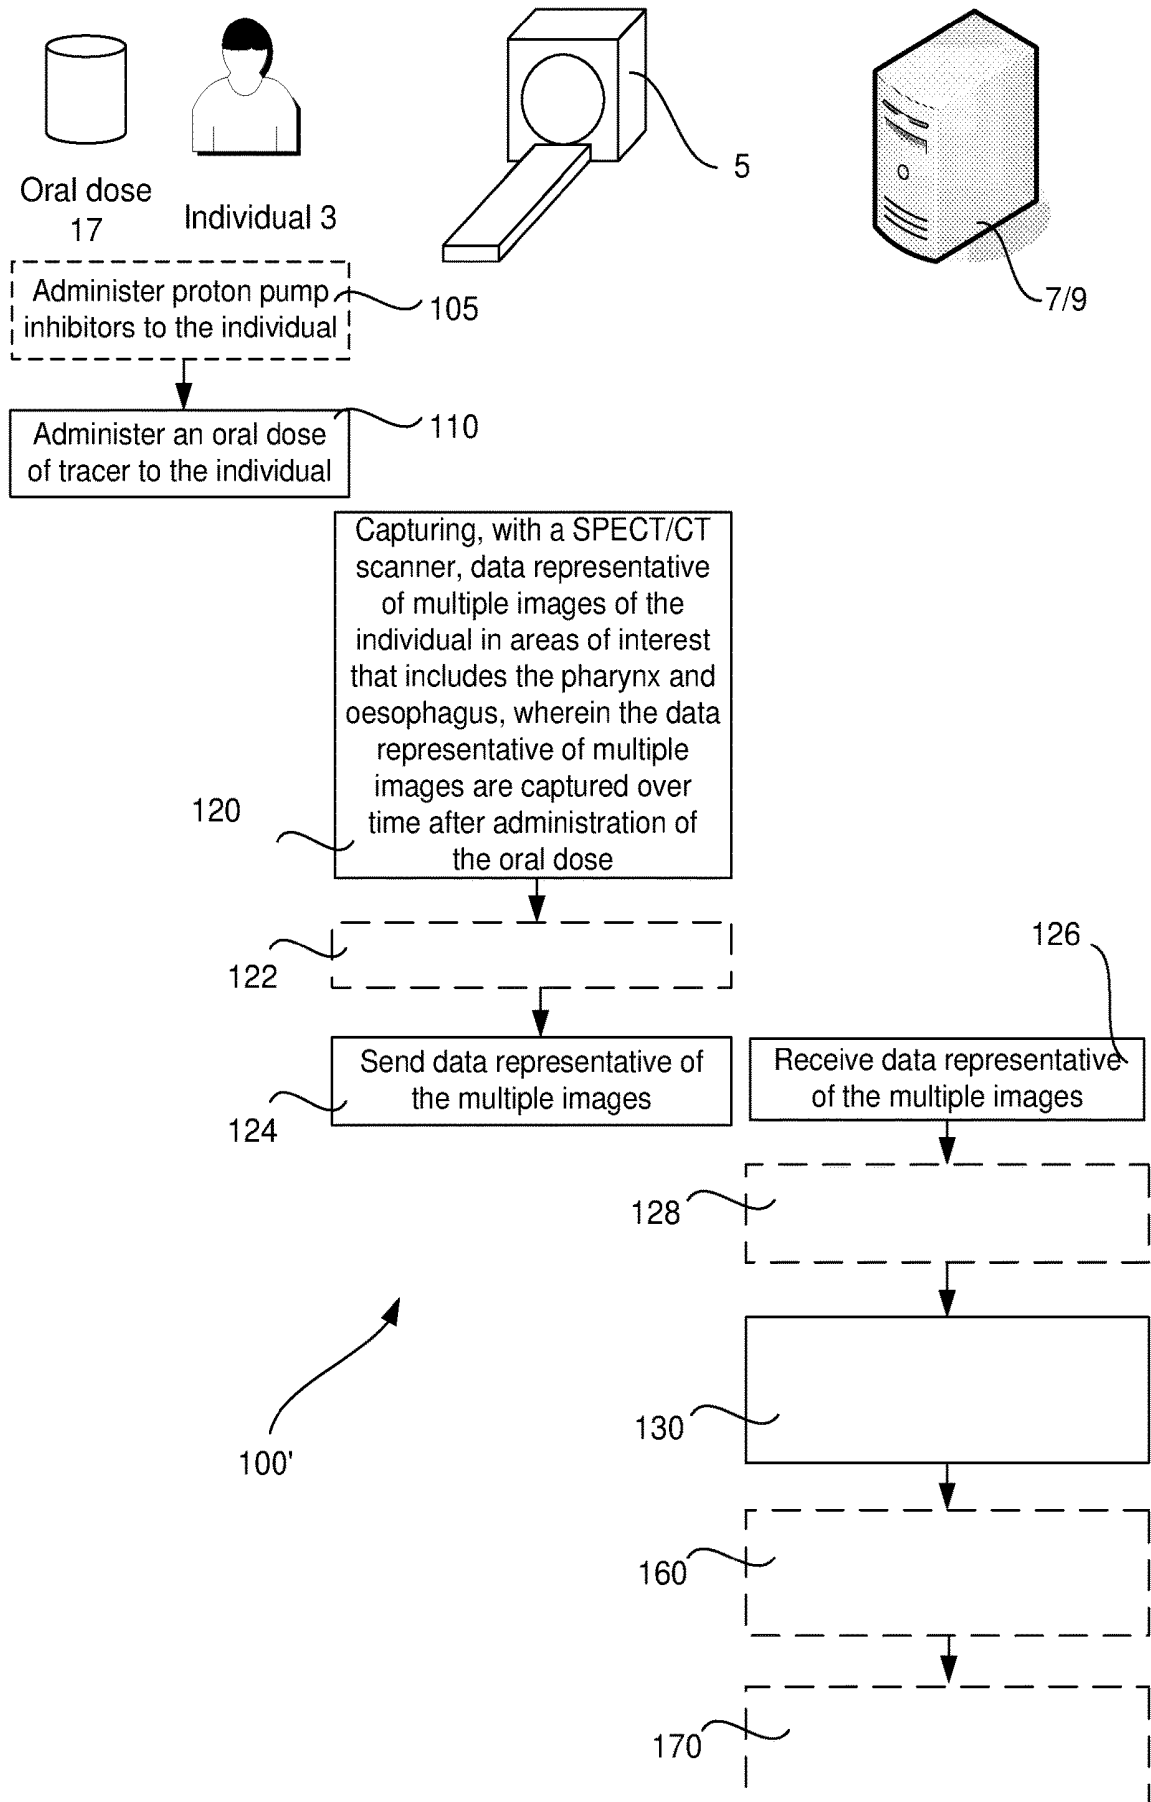 Oral dose
17
Individual 3
5
7/9
Administer proton pump
inhibitors to the individual
105
Administer an oral dose
of tracer to the individual
110
Capturing, with a SPECT/CT
scanner, data representative
of multiple images of the
individual in areas of interest
that includes the pharynx and
oesophagus, wherein the data
representative of multiple
images are captured over
time after administration of
the oral dose
120
122
126
Send data representative of
the multiple images
124
Receive data representative
of the multiple images
128
130
100'
160
170